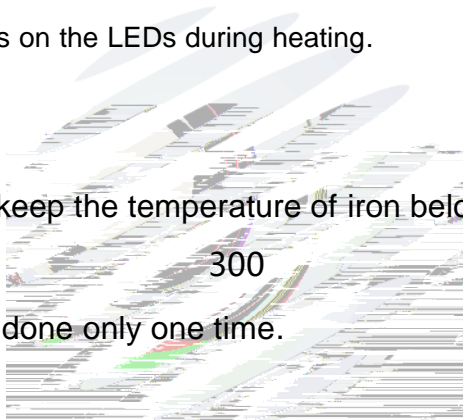 s on the LEDs during heating.
keep the temperature of iron belo
300
done only one time.